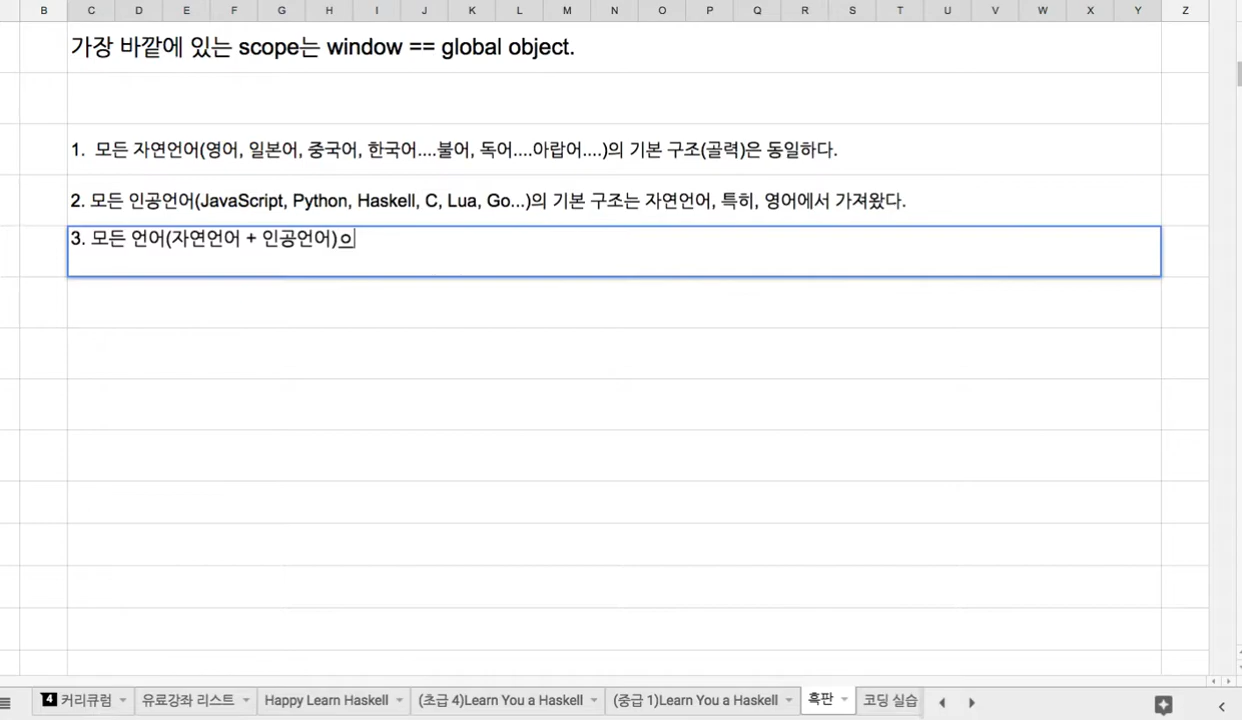 B C D E F G H I J K L M N O P Q R S T U V W X Y Z
가장 바깥에 있는 scope는 window == global object.
1. 모든 자연언어(영어, 일본어, 중국어, 한국어....불어, 독어....아랍어....)의 기본 구조(골력)은 동일하다.
2. 모든 인공언어(JavaScript, Python, Haskell, C, Lua, Go...)의 기본 구조는 자연언어, 특히, 영어에서 가져왔다.
3. 모든 언어(자연언어 + 인공언어)으
4 커리큐럼 유료강좌 리스트 Happy Learn Haskell (초급 4)Learn You a Haskell (중급 1)Learn You a Haskell 흑판 코딩 실습